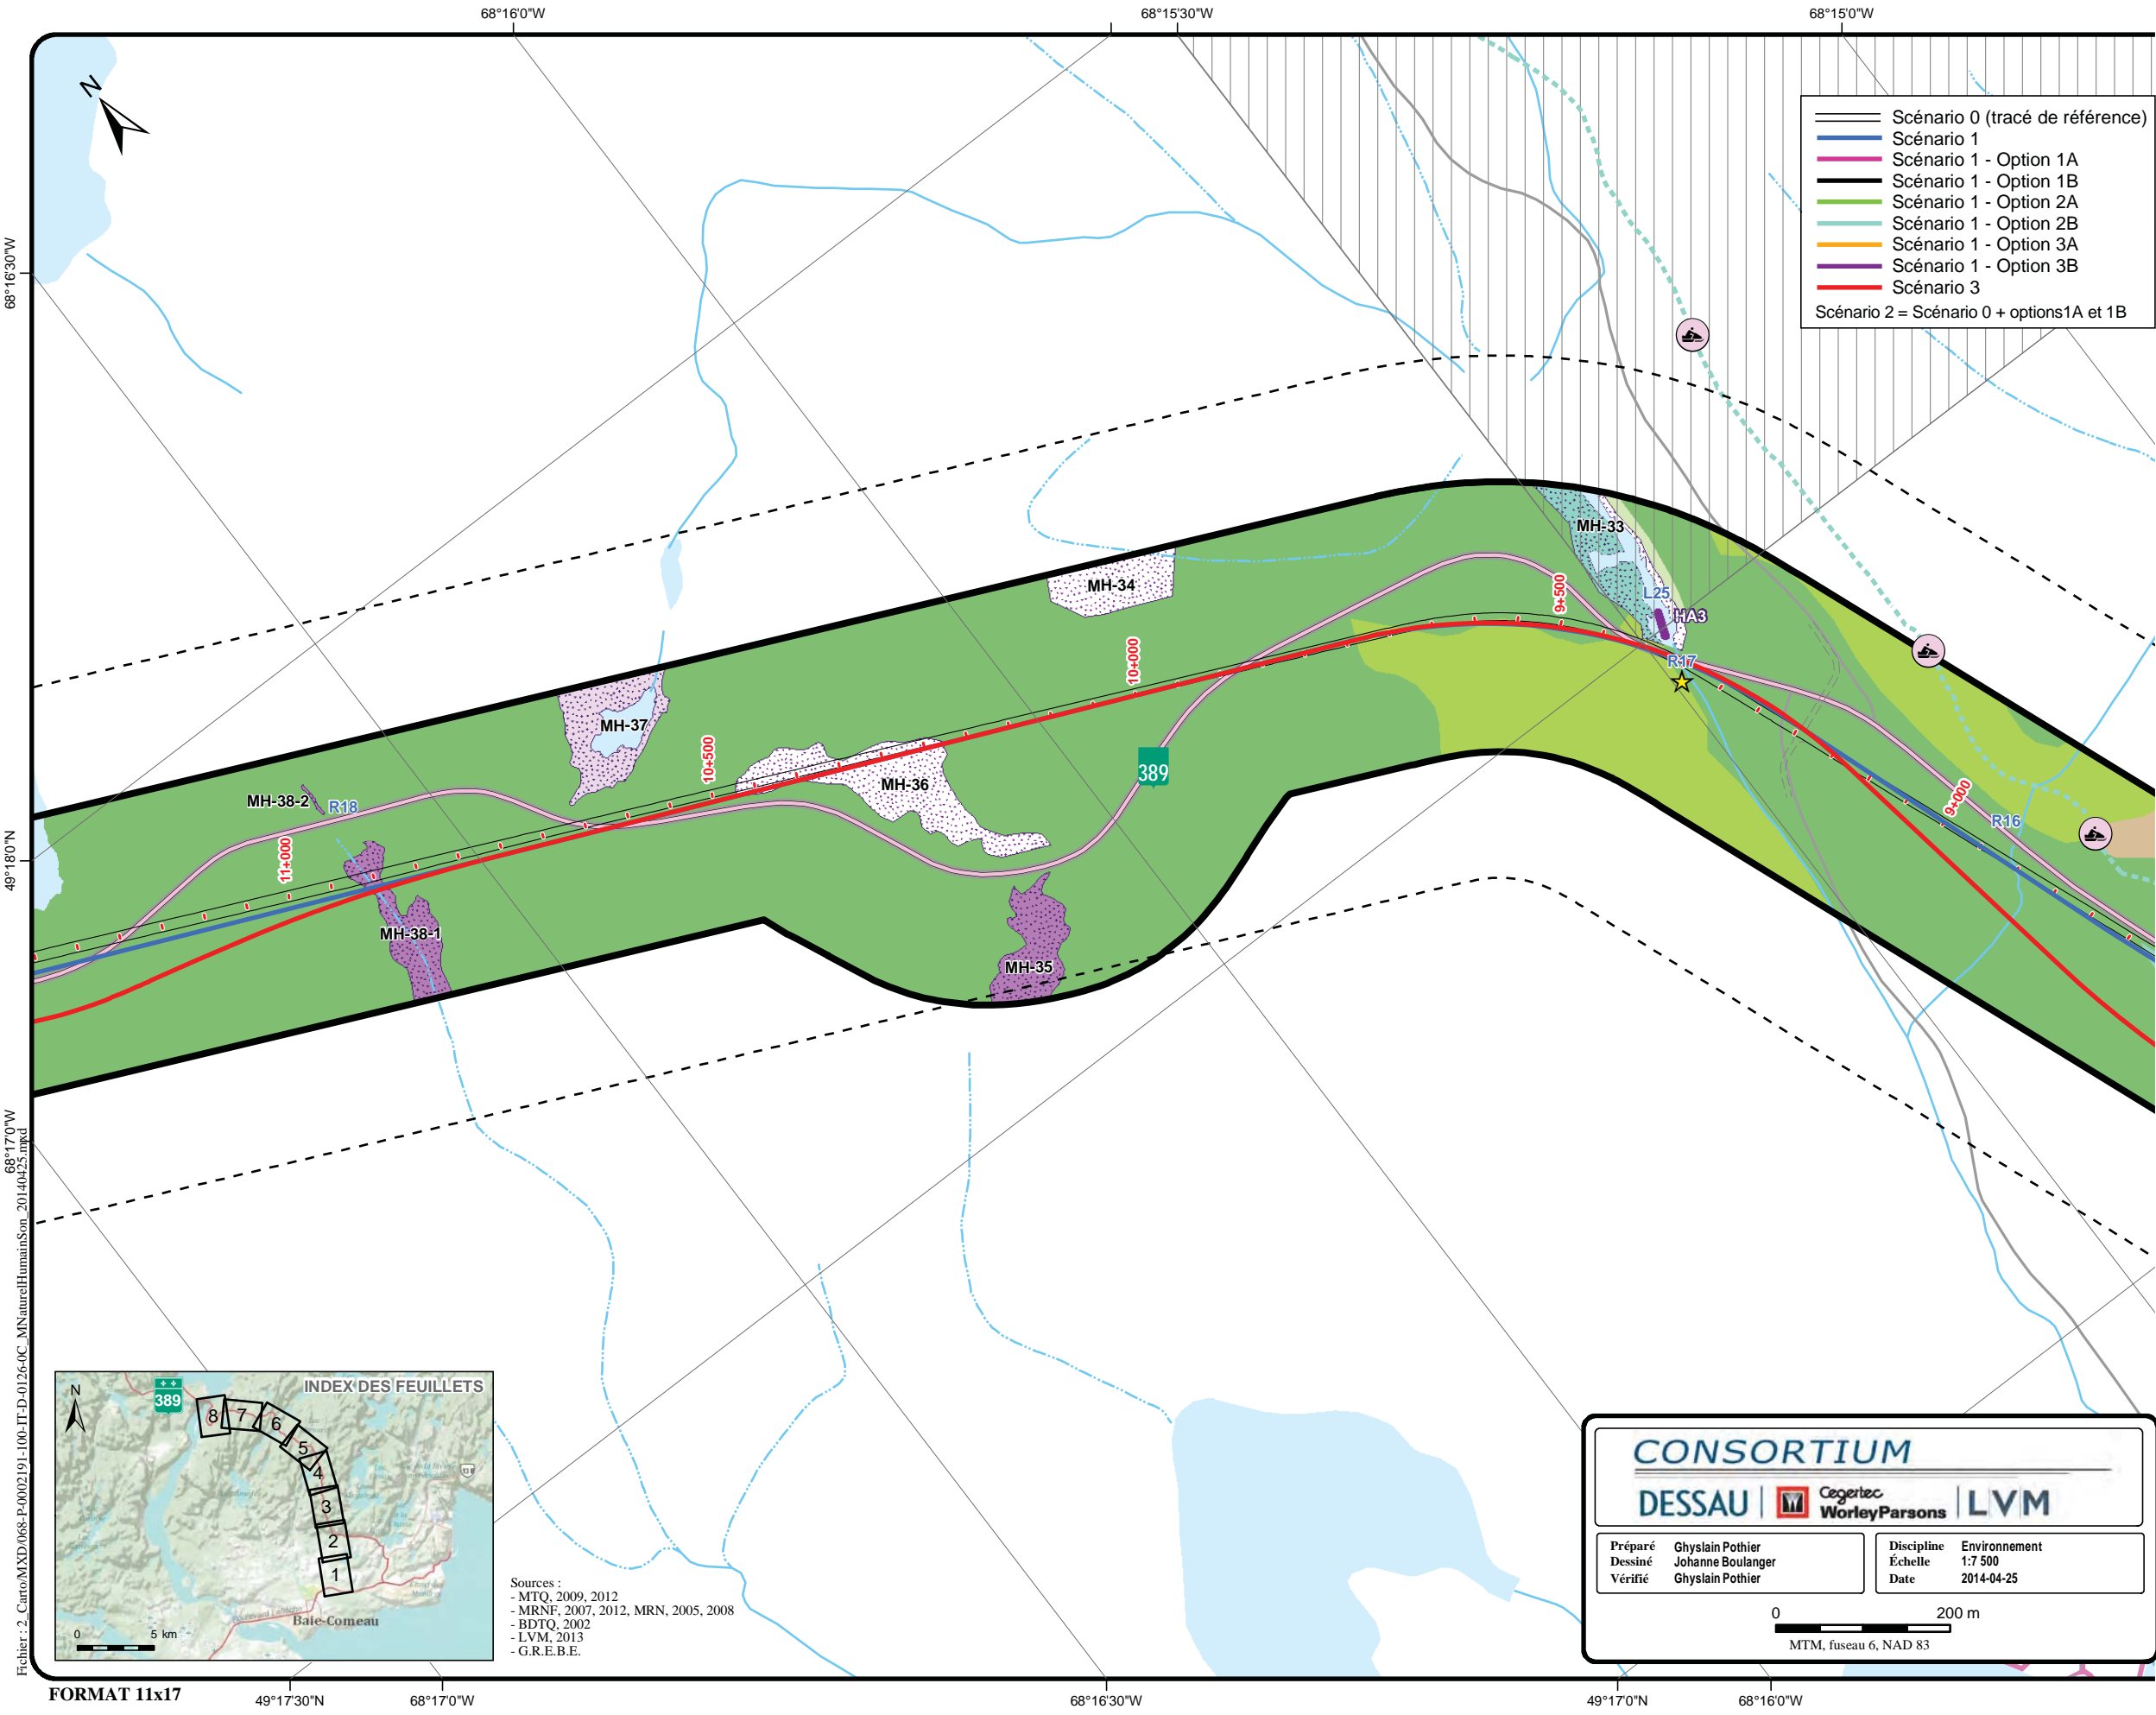 68°16'0"W
68°15'30"W
68°15'0"W
N
Scénario 0 (tracé de référence)
Scénario 1
Scénario 1 - Option 1A
Scénario 1 - Option 1B
Scénario 1 - Option 2A
Scénario 1 - Option 2B
Scénario 1 - Option 3A
Scénario 1 - Option 3B
Scénario 3
Scénario 2 = Scénario 0 + options1A et 1B
68°16'30"W
MH-33
MH-34
9+500
L25
HA3
10+000
R17
MH-37
10+500
389
MH-36
MH-38-2
R18
9+000
R16
11+000
49°18'0"N
MH-38-1
MH-35
68°17'0"W
Fichier : 2_Carto/MXD/068-P-0002191-100-IT-D-0126-0C_MNaturelHumainSon_20140425.mxd
INDEX DES FEUILLETS
N
389
8
7
6
5
4
3
2
1
Baie-Comeau
0 5 km
Sources :
- MTQ, 2009, 2012
- MRNF, 2007, 2012, MRN, 2005, 2008
- BDTQ, 2002
- LVM, 2013
- G.R.E.B.E.
CONSORTIUM
DESSAU
Cegertec
WorleyParsons
LVM
Préparé Ghyslain Pothier
Dessiné Johanne Boulanger
Vérifié Ghyslain Pothier
Discipline Environnement
Échelle 1:7 500
Date 2014-04-25
0 200 m
MTM, fuseau 6, NAD 83
FORMAT 11x17
49°17'30"N
68°17'0"W
68°16'30"W
49°17'0"N
68°16'0"W